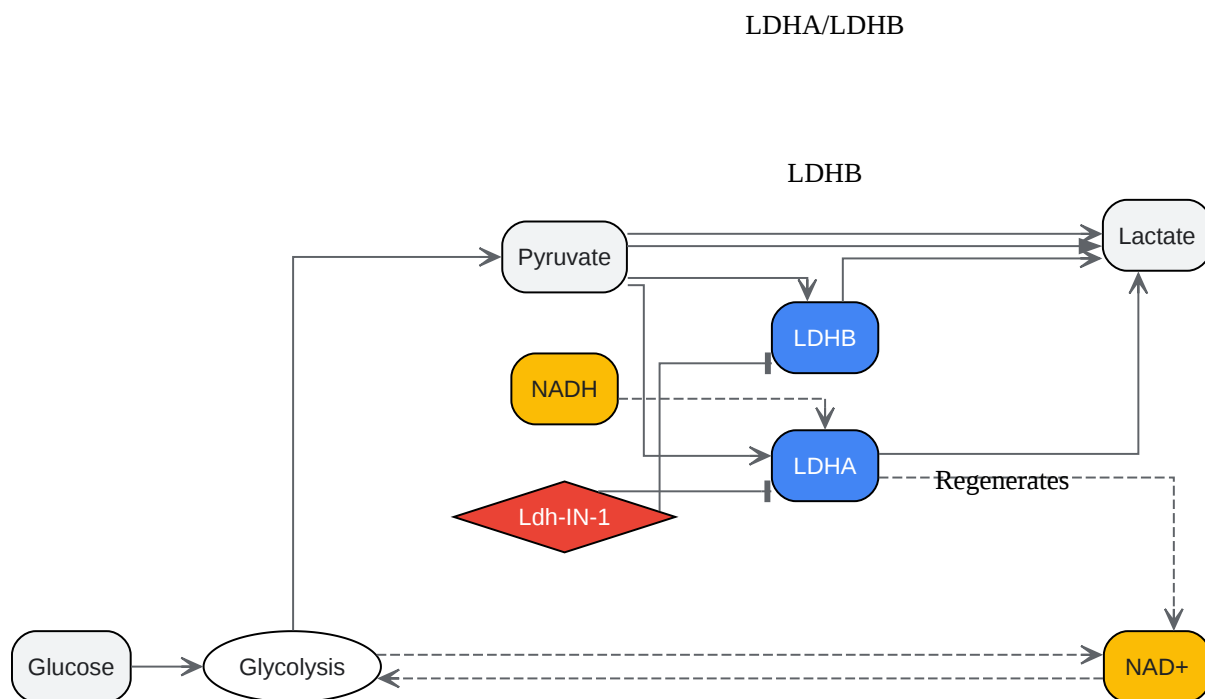 LDHA/LDHB
LDHB
Lactate
Pyruvate
LDHB
NADH
LDHA
Regenerates
Ldh-IN-1
Glucose
Glycolysis
NAD+